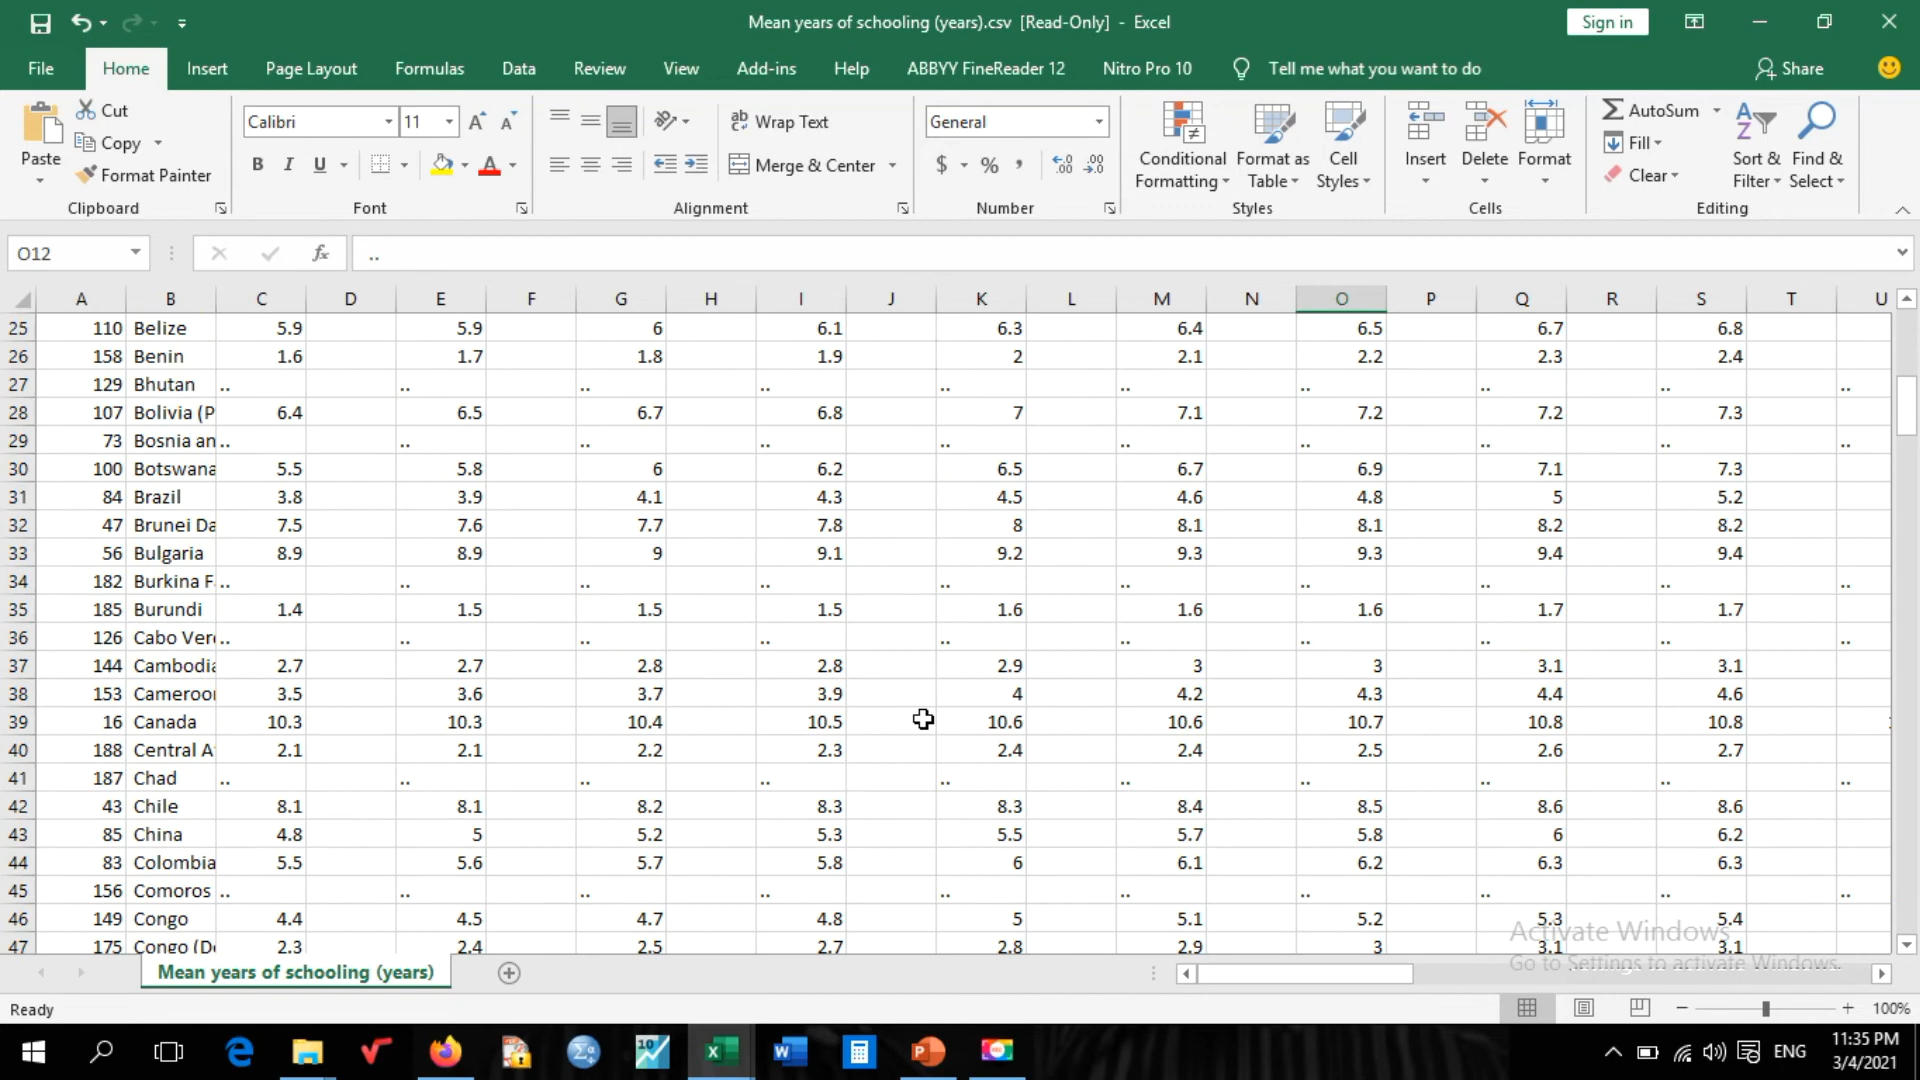 Mean years of schooling (years).csv [Read-Only] - Excel
Sign in
File Home Insert Page Layout Formulas Data Review View Add-ins Help ABBYY FineReader 12 Nitro Pro 10 Tell me what you want to do Share
Paste
Cut
Copy
Format Painter
Clipboard
Calibri 11
B I U
Font
Wrap Text
Merge & Center
Alignment
General
$ % ,
Number
Conditional Formatting
Format as Table
Cell Styles
Styles
Insert Delete Format
Cells
AutoSum
Fill
Clear
Sort & Filter
Find & Select
Editing
O12 fx ..
A B C D E F G H I J K L M N O P Q R S T U
25 110 Belize 5.9 5.9 6 6.1 6.3 6.4 6.5 6.7 6.8
26 158 Benin 1.6 1.7 1.8 1.9 2 2.1 2.2 2.3 2.4
27 129 Bhutan .. .. .. .. .. .. .. .. .. ..
28 107 Bolivia (P 6.4 6.5 6.7 6.8 7 7.1 7.2 7.2 7.3
29 73 Bosnia an .. .. .. .. .. .. .. .. .. ..
30 100 Botswana 5.5 5.8 6 6.2 6.5 6.7 6.9 7.1 7.3
31 84 Brazil 3.8 3.9 4.1 4.3 4.5 4.6 4.8 5 5.2
32 47 Brunei Da 7.5 7.6 7.7 7.8 8 8.1 8.1 8.2 8.2
33 56 Bulgaria 8.9 8.9 9 9.1 9.2 9.3 9.3 9.4 9.4
34 182 Burkina F .. .. .. .. .. .. .. .. .. ..
35 185 Burundi 1.4 1.5 1.5 1.5 1.6 1.6 1.6 1.7 1.7
36 126 Cabo Ver .. .. .. .. .. .. .. .. .. ..
37 144 Cambodia 2.7 2.7 2.8 2.8 2.9 3 3 3.1 3.1
38 153 Cameroon 3.5 3.6 3.7 3.9 4 4.2 4.3 4.4 4.6
39 16 Canada 10.3 10.3 10.4 10.5 10.6 10.6 10.7 10.8 10.8
40 188 Central A 2.1 2.1 2.2 2.3 2.4 2.4 2.5 2.6 2.7
41 187 Chad .. .. .. .. .. .. .. .. .. ..
42 43 Chile 8.1 8.1 8.2 8.3 8.3 8.4 8.5 8.6 8.6
43 85 China 4.8 5 5.2 5.3 5.5 5.7 5.8 6 6.2
44 83 Colombia 5.5 5.6 5.7 5.8 6 6.1 6.2 6.3 6.3
45 156 Comoros .. .. .. .. .. .. .. .. .. ..
46 149 Congo 4.4 4.5 4.7 4.8 5 5.1 5.2 5.3 5.4
47 175 Congo (De 2.3 2.4 2.5 2.7 2.8 2.9 3 3.1 3.1
Activate Windows
Go to Settings to activate Windows.
Mean years of schooling (years)
Ready
100%
ENG
11:35 PM
3/4/2021